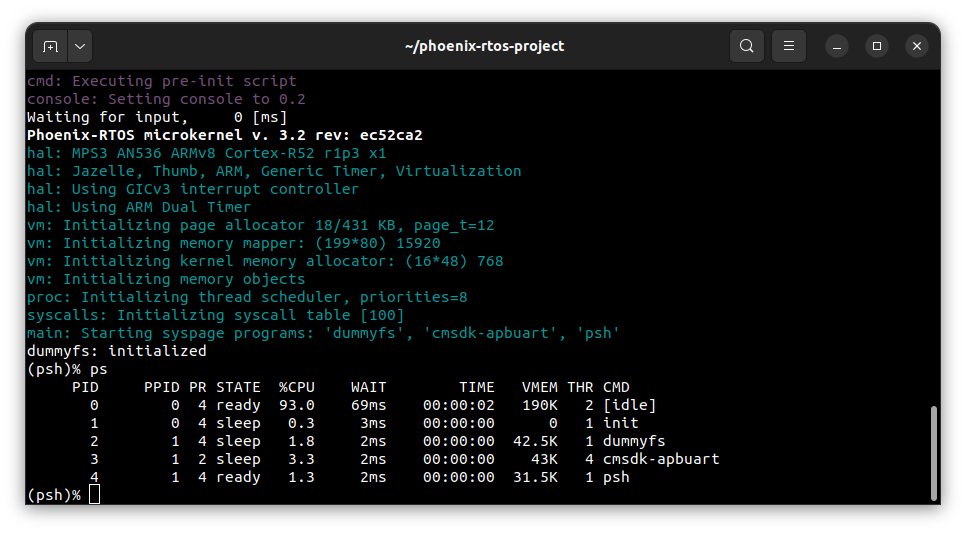 ~/phoenix-rtos-project
cmd: Executing pre-init script
console: Setting console to 0.2
Waiting for input,     0 [ms]
Phoenix-RTOS microkernel v. 3.2 rev: ec52ca2
hal: MPS3 AN536 ARMv8 Cortex-R52 r1p3 x1
hal: Jazelle, Thumb, ARM, Generic Timer, Virtualization
hal: Using GICv3 interrupt controller
hal: Using ARM Dual Timer
vm: Initializing page allocator 18/431 KB, page_t=12
vm: Initializing memory mapper: (199*80) 15920
vm: Initializing kernel memory allocator: (16*48) 768
vm: Initializing memory objects
proc: Initializing thread scheduler, priorities=8
syscalls: Initializing syscall table [100]
main: Starting syspage programs: 'dummyfs', 'cmsdk-apbuart', 'psh'
dummyfs: initialized
(psh)% ps
     PID     PPID PR STATE  %CPU    WAIT        TIME   VMEM THR CMD
       0        0  4 ready  93.0    69ms    00:00:02   190K   2 [idle]
       1        0  4 sleep   0.3     3ms    00:00:00      0   1 init
       2        1  4 sleep   1.8     2ms    00:00:00  42.5K   1 dummyfs
       3        1  2 sleep   3.3     2ms    00:00:00    43K   4 cmsdk-apbuart
       4        1  4 ready   1.3     2ms    00:00:00  31.5K   1 psh
(psh)%